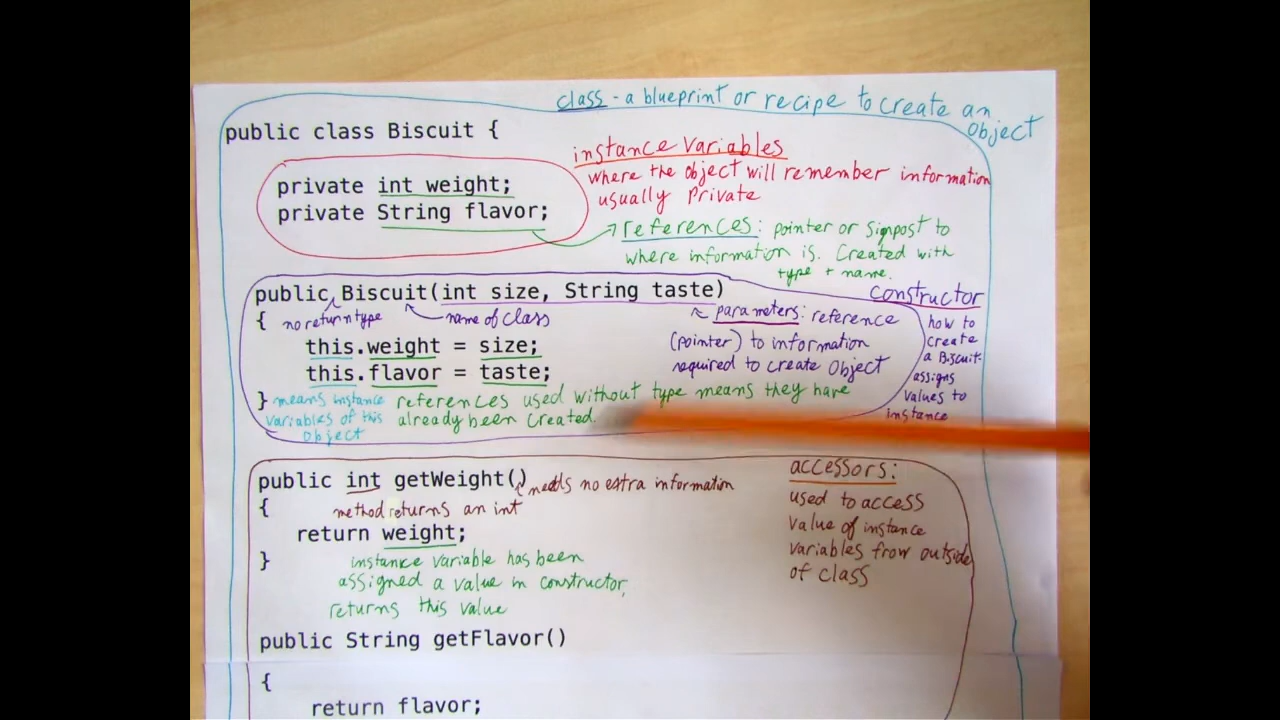 class - a blueprint or recipe to create an
object
public class Biscuit {
instance variables
private int weight;
where the object will remember information
private String flavor;
usually private
references: pointer or signpost to
where information is. Created with
type + name.
public Biscuit(int size, String taste)
constructor
{ no return type
name of class
parameters: reference
(pointer) to information
required to create object
how to
create
a Biscuit-
assigns
values to
instance
this.weight = size;
this.flavor = taste;
}
means instance
variables of this
object
references used without type means they have
already been created.
public int getWeight()
needs no extra information
accessors:
used to access
value of instance
variables from outside
of class
{
method returns an int
return weight;
}
instance variable has been
assigned a value in constructor,
returns this value
public String getFlavor()
{
return flavor;